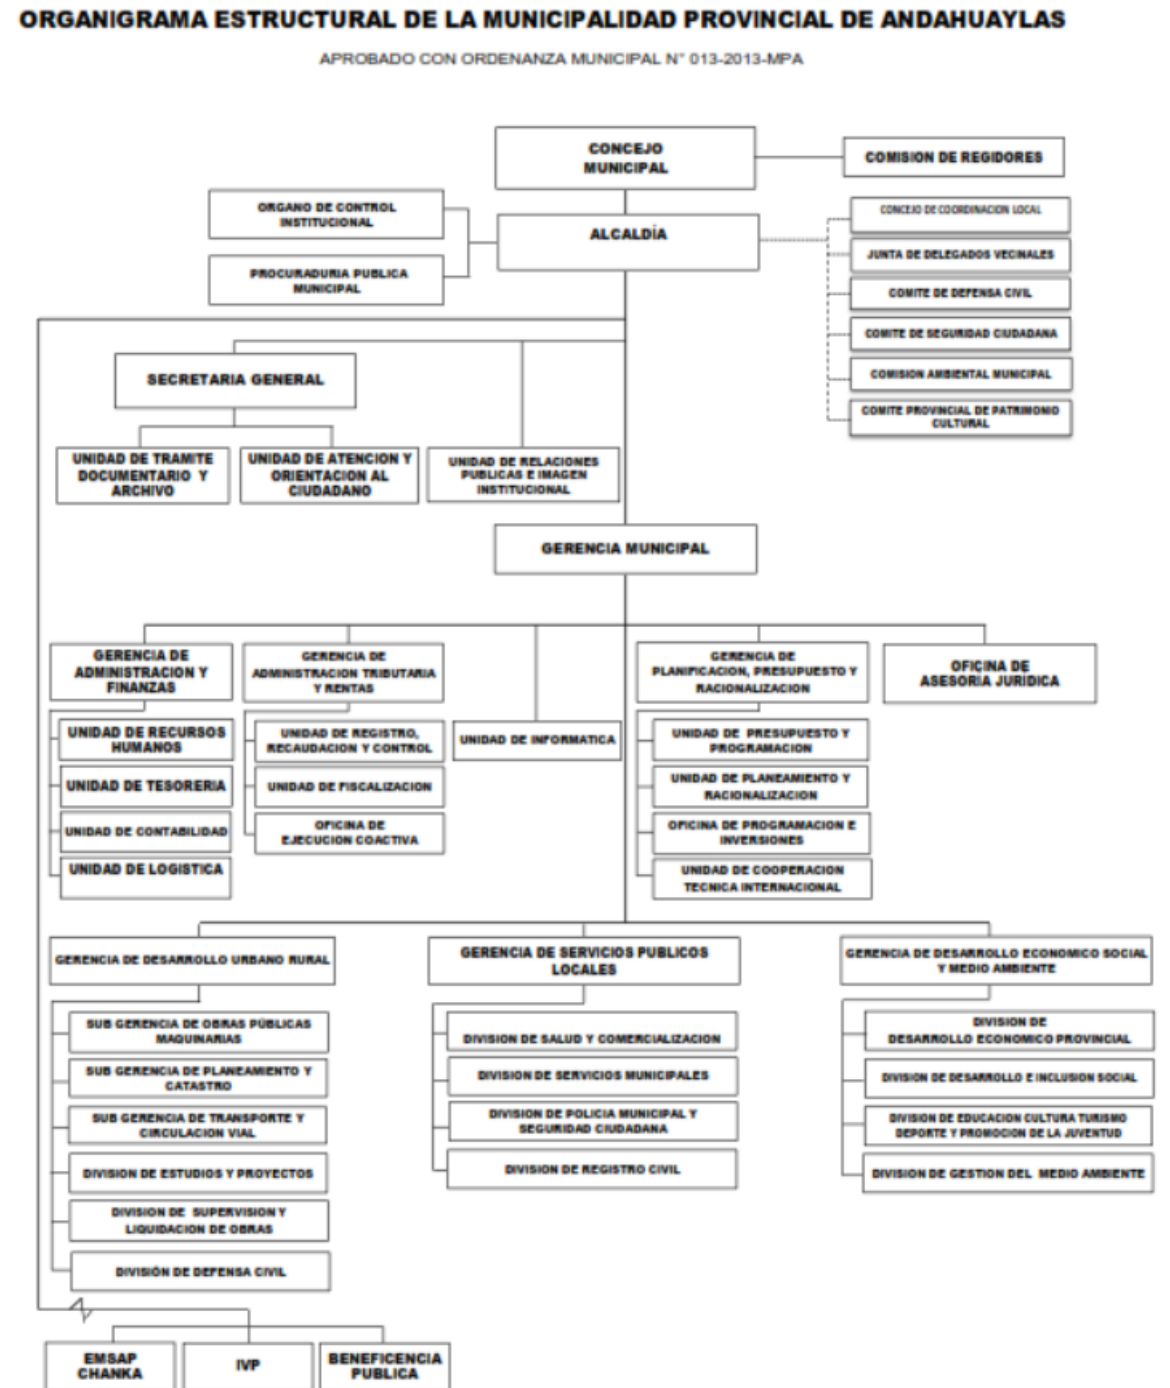 ORGANIGRAMA ESTRUCTURAL DE LA MUNICIPALIDAD PROVINCIAL DE ANDAHUAYLAS
APROBADO CON ORDENANZA MUNICIPAL N° 013-2013-MPA
CONCEJO
MUNICIPAL
COMISION DE REGIDORES
ORGANO DE CONTROL
INSTITUCIONAL
ALCALDÍA
PROCURADURIA PUBLICA
MUNICIPAL
CONCEJO DE COORDINACION LOCAL
JUNTA DE DELEGADOS VECINALES
COMITE DE DEFENSA CIVIL
COMITE DE SEGURIDAD CIUDADANA
COMISION AMBIENTAL MUNICIPAL
COMITE PROVINCIAL DE PATRIMONIO
CULTURAL
SECRETARIA GENERAL
UNIDAD DE TRAMITE
DOCUMENTARIO Y
ARCHIVO
UNIDAD DE ATENCION Y
ORIENTACION AL
CIUDADANO
UNIDAD DE RELACIONES
PUBLICAS E IMAGEN
INSTITUCIONAL
GERENCIA MUNICIPAL
GERENCIA DE
ADMINISTRACION Y
FINANZAS
UNIDAD DE RECURSOS
HUMANOS
UNIDAD DE TESORERIA
UNIDAD DE CONTABILIDAD
UNIDAD DE LOGISTICA
GERENCIA DE
ADMINISTRACION TRIBUTARIA
Y RENTAS
UNIDAD DE REGISTRO,
RECAUDACION Y CONTROL
UNIDAD DE FISCALIZACION
OFICINA DE
EJECUCION COACTIVA
UNIDAD DE INFORMATICA
GERENCIA DE
PLANIFICACION, PRESUPUESTO Y
RACIONALIZACION
UNIDAD DE PRESUPUESTO Y
PROGRAMACION
UNIDAD DE PLANEAMIENTO Y
RACIONALIZACION
OFICINA DE PROGRAMACION E
INVERSIONES
UNIDAD DE COOPERACION
TECNICA INTERNACIONAL
OFICINA DE
ASESORIA JURÍDICA
GERENCIA DE DESARROLLO URBANO RURAL
SUB GERENCIA DE OBRAS PÚBLICAS
MAQUINARIAS
SUB GERENCIA DE PLANEAMIENTO Y
CATASTRO
SUB GERENCIA DE TRANSPORTE Y
CIRCULACION VIAL
DIVISION DE ESTUDIOS Y PROYECTOS
DIVISION DE SUPERVISION Y
LIQUIDACION DE OBRAS
DIVISIÓN DE DEFENSA CIVIL
GERENCIA DE SERVICIOS PUBLICOS
LOCALES
DIVISION DE SALUD Y COMERCIALIZACION
DIVISION DE SERVICIOS MUNICIPALES
DIVISION DE POLICIA MUNICIPAL Y
SEGURIDAD CIUDADANA
DIVISION DE REGISTRO CIVIL
GERENCIA DE DESARROLLO ECONOMICO SOCIAL
Y MEDIO AMBIENTE
DIVISION DE
DESARROLLO ECONOMICO PROVINCIAL
DIVISION DE DESARROLLO E INCLUSION SOCIAL
DIVISION DE EDUCACION CULTURA TURISMO
DEPORTE Y PROMOCION DE LA JUVENTUD
DIVISION DE GESTION DEL MEDIO AMBIENTE
EMSAP
CHANKA
IVP
BENEFICENCIA
PUBLICA